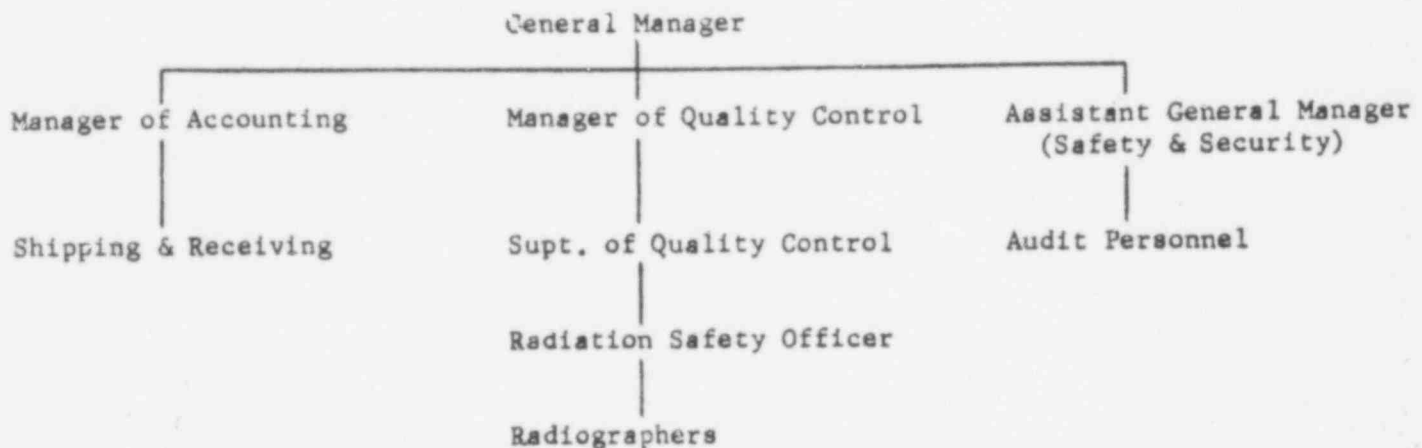 General Manager
Manager of Accounting
Manager of Quality Control
Assistant General Manager
(Safety & Security)
Shipping & Receiving
Supt. of Quality Control
Audit Personnel
Radiation Safety Officer
Radiographers